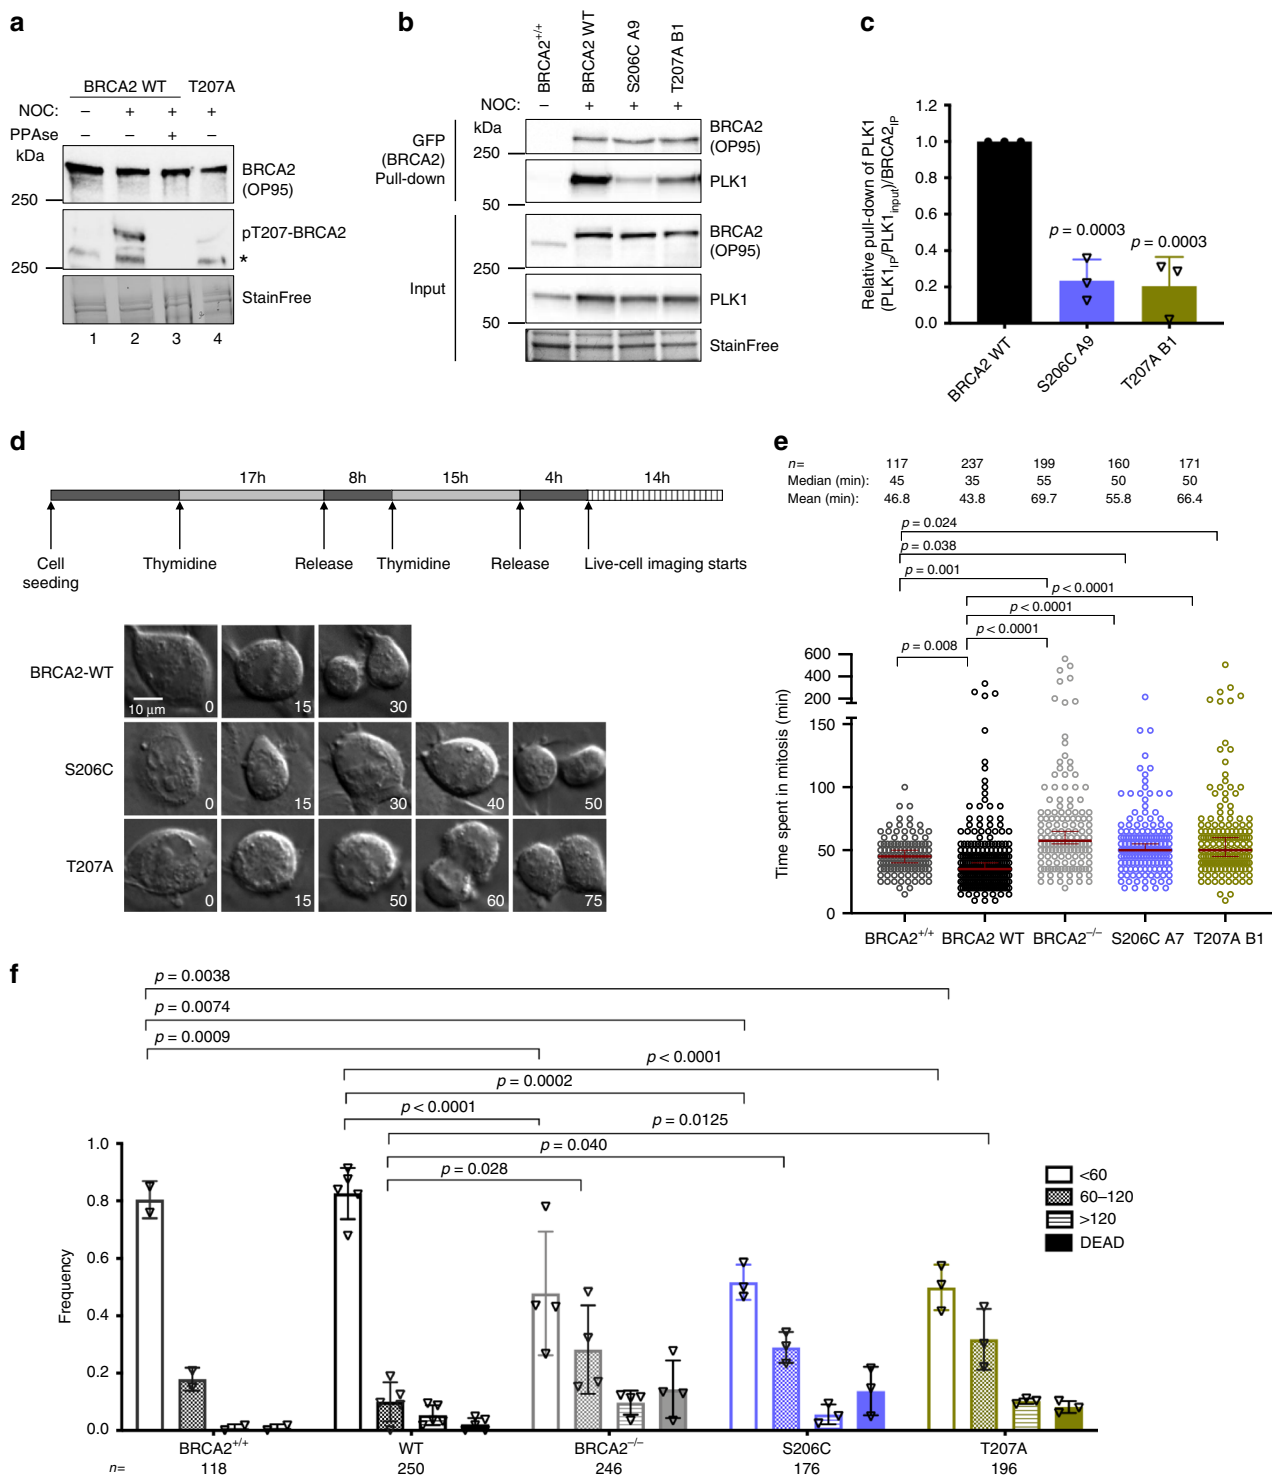 a
BRCA2 WT T207A
NOC: – + + +
PPAse – – + –
kDa
BRCA2
(OP95)
250
pT207-BRCA2
*
250
StainFree
1 2 3 4
b
BRCA2+/+ BRCA2 WT S206C A9 T207A B1
NOC: – + + +
kDa
GFP
(BRCA2)
Pull-down
BRCA2
(OP95)
250
PLK1
50
Input
BRCA2
(OP95)
250
PLK1
50
StainFree
c
Relative pull-down of PLK1
(PLK1IP/PLK1input)/BRCA2IP
1.2
1.0
0.8
0.6
0.4
0.2
0.0
p = 0.0003
p = 0.0003
BRCA2 WT
S206C A9
T207A B1
d
17h 8h 15h 4h 14h
Cell
seeding
Thymidine Release Thymidine Release Live-cell imaging starts
BRCA2-WT
10 µm
0 15 30
S206C
0 15 30 40 50
T207A
0 15 50 60 75
e
n= 117 237 199 160 171
Median (min): 45 35 55 50 50
Mean (min): 46.8 43.8 69.7 55.8 66.4
p = 0.024
p = 0.038
p = 0.001
p < 0.0001
p < 0.0001
p < 0.0001
p = 0.008
Time spent in mitosis (min)
600
400
200
150
100
50
0
BRCA2+/+ BRCA2 WT BRCA2–/– S206C A7 T207A B1
f
p = 0.0038
p = 0.0074
p = 0.0009
p < 0.0001
p = 0.0002
p < 0.0001
p = 0.0125
p = 0.040
p = 0.028
Frequency
1.0
0.8
0.6
0.4
0.2
0.0
<60
60–120
>120
DEAD
BRCA2+/+ WT BRCA2–/– S206C T207A
n= 118 250 246 176 196